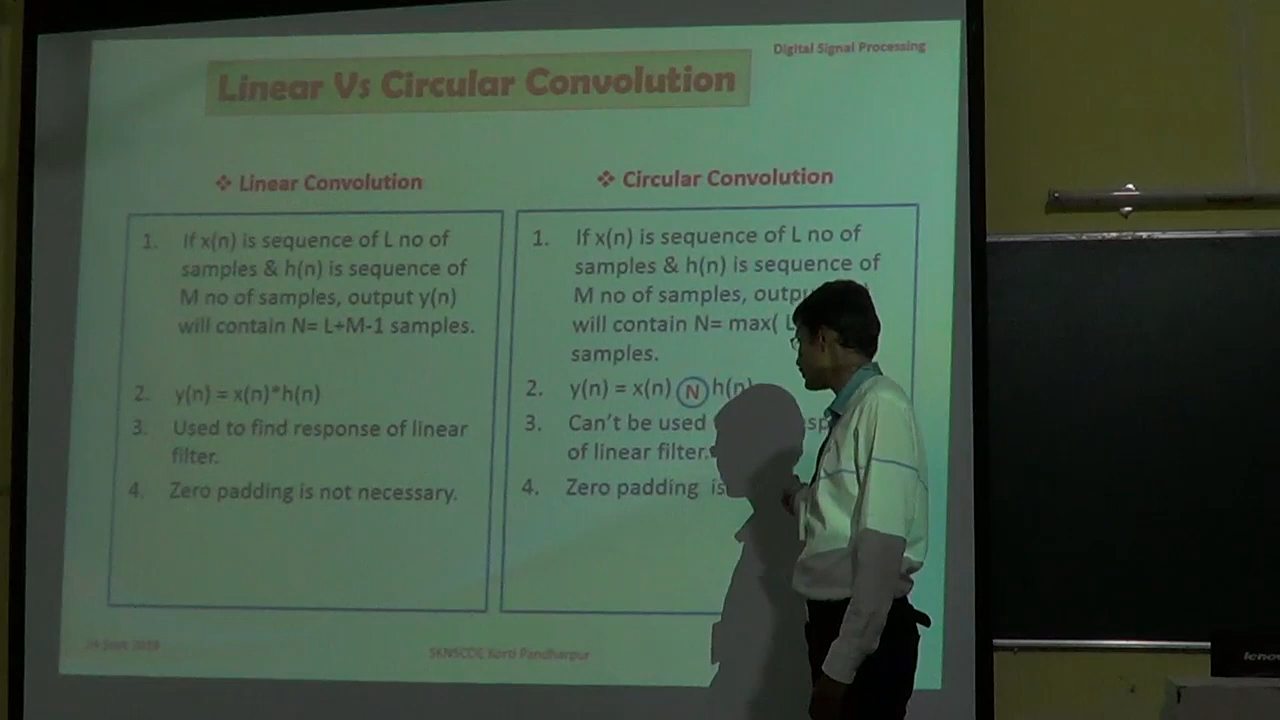 Digital Signal Processing
Linear Vs Circular Convolution
❖ Linear Convolution
1. If x(n) is sequence of L no of
samples & h(n) is sequence of
M no of samples, output y(n)
will contain N= L+M-1 samples.
2. y(n) = x(n)*h(n)
3. Used to find response of linear
filter.
4. Zero padding is not necessary.
❖ Circular Convolution
1. If x(n) is sequence of L no of
samples & h(n) is sequence of
M no of samples,
will contain N= max(
samples.
2. y(n) = x(n) Ⓝ h(n)
3. Can't be used
of linear filter.
4. Zero padding is
SKNSCOE Korti Pandharpur
lenovo